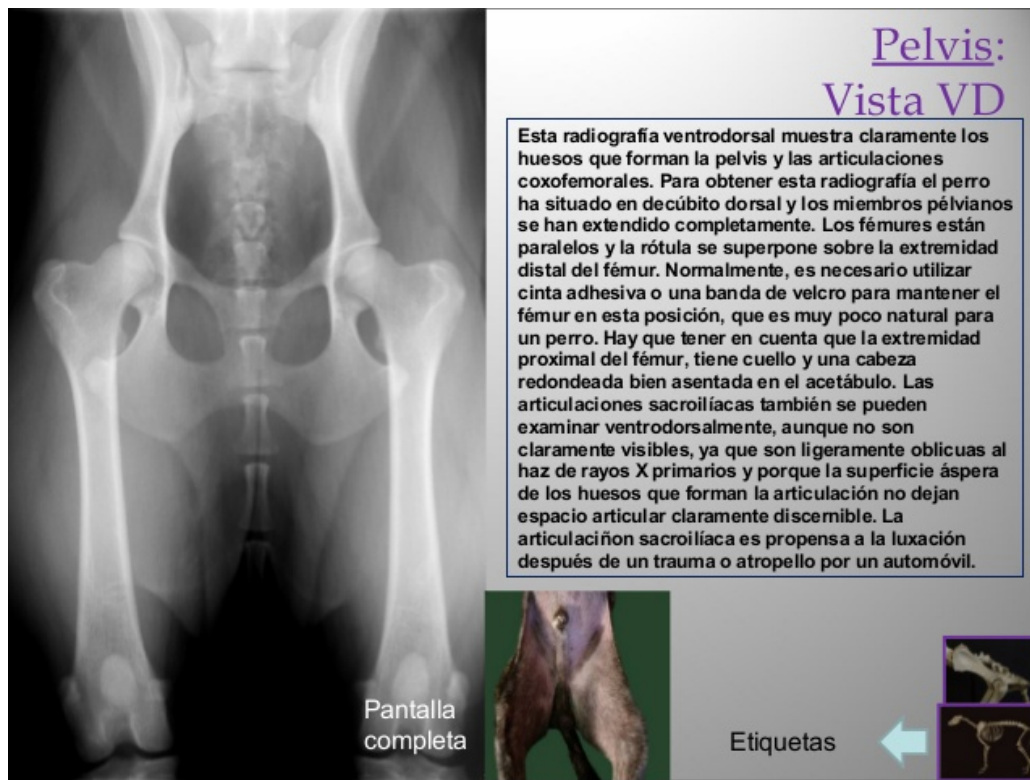 Pelvis:
Vista VD
Esta radiografía ventrodorsal muestra claramente los
huesos que forman la pelvis y las articulaciones
coxofemorales. Para obtener esta radiografía el perro
ha situado en decúbito dorsal y los miembros pélvianos
se han extendido completamente. Los fémures están
paralelos y la rótula se superpone sobre la extremidad
distal del fémur. Normalmente, es necesario utilizar
cinta adhesiva o una banda de velcro para mantener el
fémur en esta posición, que es muy poco natural para
un perro. Hay que tener en cuenta que la extremidad
proximal del fémur, tiene cuello y una cabeza
redondeada bien asentada en el acetábulo. Las
articulaciones sacroilíacas también se pueden
examinar ventrodorsalmente, aunque no son
claramente visibles, ya que son ligeramente oblicuas al
haz de rayos X primarios y porque la superficie áspera
de los huesos que forman la articulación no dejan
espacio articular claramente discernible. La
articulaciñon sacroilíaca es propensa a la luxación
después de un trauma o atropello por un automóvil.
Pantalla
completa
Etiquetas